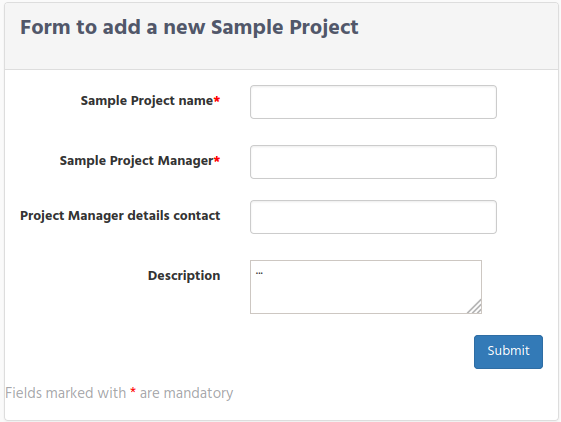 Form to add a new Sample Project
Sample Project name*
Sample Project Manager*
Project Manager details contact
Description
...
Submit
Fields marked with * are mandatory